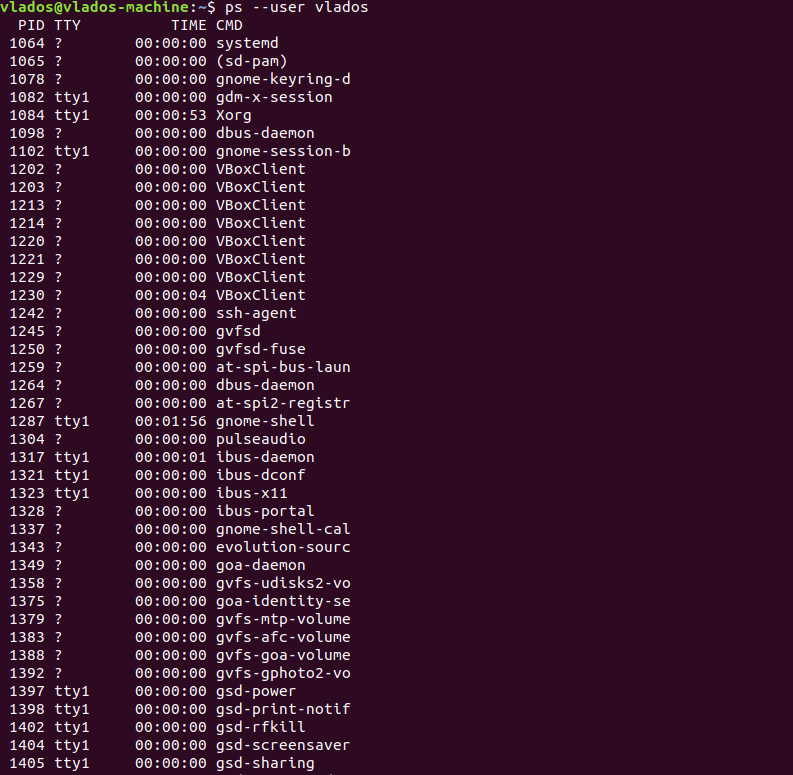 vlados@vlados-machine:~$ ps --user vlados
  PID TTY          TIME CMD
 1064 ?        00:00:00 systemd
 1065 ?        00:00:00 (sd-pam)
 1078 ?        00:00:00 gnome-keyring-d
 1082 tty1     00:00:00 gdm-x-session
 1084 tty1     00:00:53 Xorg
 1098 ?        00:00:00 dbus-daemon
 1102 tty1     00:00:00 gnome-session-b
 1202 ?        00:00:00 VBoxClient
 1203 ?        00:00:00 VBoxClient
 1213 ?        00:00:00 VBoxClient
 1214 ?        00:00:00 VBoxClient
 1220 ?        00:00:00 VBoxClient
 1221 ?        00:00:00 VBoxClient
 1229 ?        00:00:00 VBoxClient
 1230 ?        00:00:04 VBoxClient
 1242 ?        00:00:00 ssh-agent
 1245 ?        00:00:00 gvfsd
 1250 ?        00:00:00 gvfsd-fuse
 1259 ?        00:00:00 at-spi-bus-laun
 1264 ?        00:00:00 dbus-daemon
 1267 ?        00:00:00 at-spi2-registr
 1287 tty1     00:01:56 gnome-shell
 1304 ?        00:00:00 pulseaudio
 1317 tty1     00:00:01 ibus-daemon
 1321 tty1     00:00:00 ibus-dconf
 1323 tty1     00:00:00 ibus-x11
 1328 ?        00:00:00 ibus-portal
 1337 ?        00:00:00 gnome-shell-cal
 1343 ?        00:00:00 evolution-sourc
 1349 ?        00:00:00 goa-daemon
 1358 ?        00:00:00 gvfs-udisks2-vo
 1375 ?        00:00:00 goa-identity-se
 1379 ?        00:00:00 gvfs-mtp-volume
 1383 ?        00:00:00 gvfs-afc-volume
 1388 ?        00:00:00 gvfs-goa-volume
 1392 ?        00:00:00 gvfs-gphoto2-vo
 1397 tty1     00:00:00 gsd-power
 1398 tty1     00:00:00 gsd-print-notif
 1402 tty1     00:00:00 gsd-rfkill
 1404 tty1     00:00:00 gsd-screensaver
 1405 tty1     00:00:00 gsd-sharing